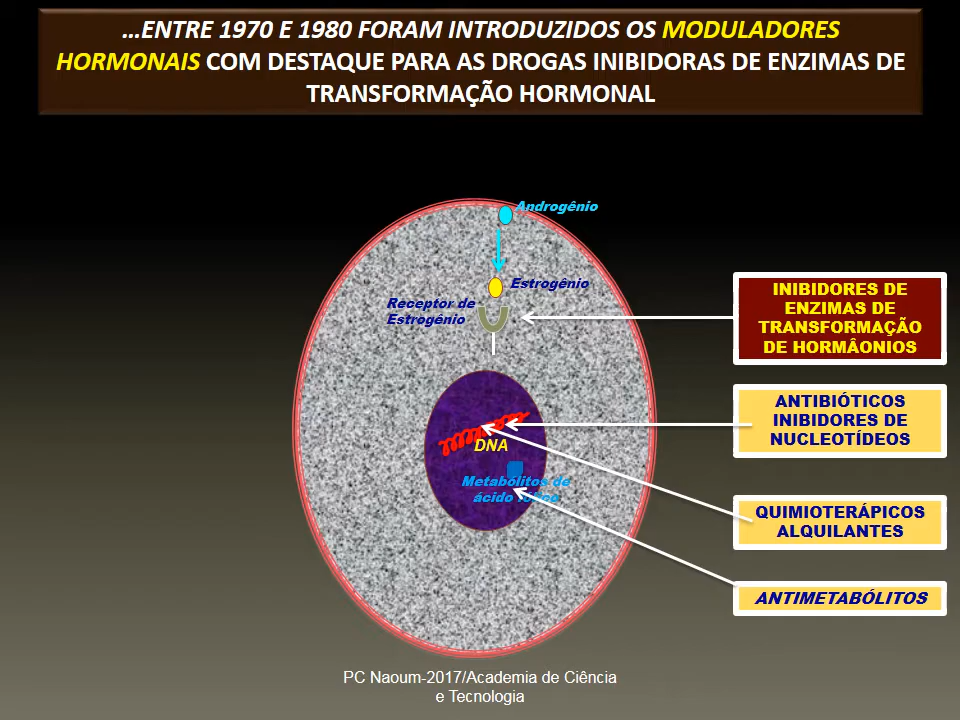 ...ENTRE 1970 E 1980 FORAM INTRODUZIDOS OS MODULADORES
HORMONAIS COM DESTAQUE PARA AS DROGAS INIBIDORAS DE ENZIMAS DE
TRANSFORMAÇÃO HORMONAL
Androgênio
Estrogênio
Receptor de
Estrogênio
INIBIDORES DE
ENZIMAS DE
TRANSFORMAÇÃO
DE HORMÂONIOS
ANTIBIÓTICOS
INIBIDORES DE
NUCLEOTÍDEOS
DNA
Metabólitos de
ácido
QUIMIOTERÁPICOS
ALQUILANTES
ANTIMETABÓLITOS
PC Naoum-2017/Academia de Ciência
e Tecnologia